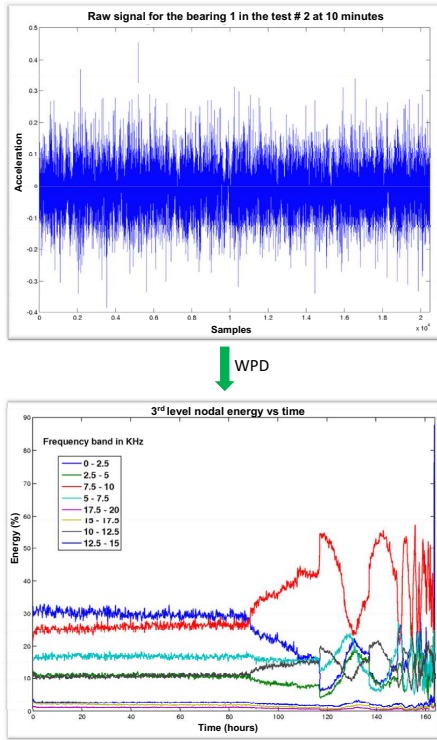 Raw signal for the bearing 1 in the test # 2 at 10 minutes
0.5
0.4
0.3
0.2
0.1
0
-0.1
-0.2
-0.3
-0.4
Acceleration
0 0.2 0.4 0.6 0.8 1 1.2 1.4 1.6 1.8 2
x 10⁴
Samples
WPD
3rd level nodal energy vs time
90
80
70
60
50
40
30
20
10
0
Energy (%)
Frequency band in KHz
0 - 2.5
2.5 - 5
7.5 - 10
5 - 7.5
17.5 - 20
15 - 17.5
10 - 12.5
12.5 - 15
0 20 40 60 80 100 120 140 160
Time (hours)